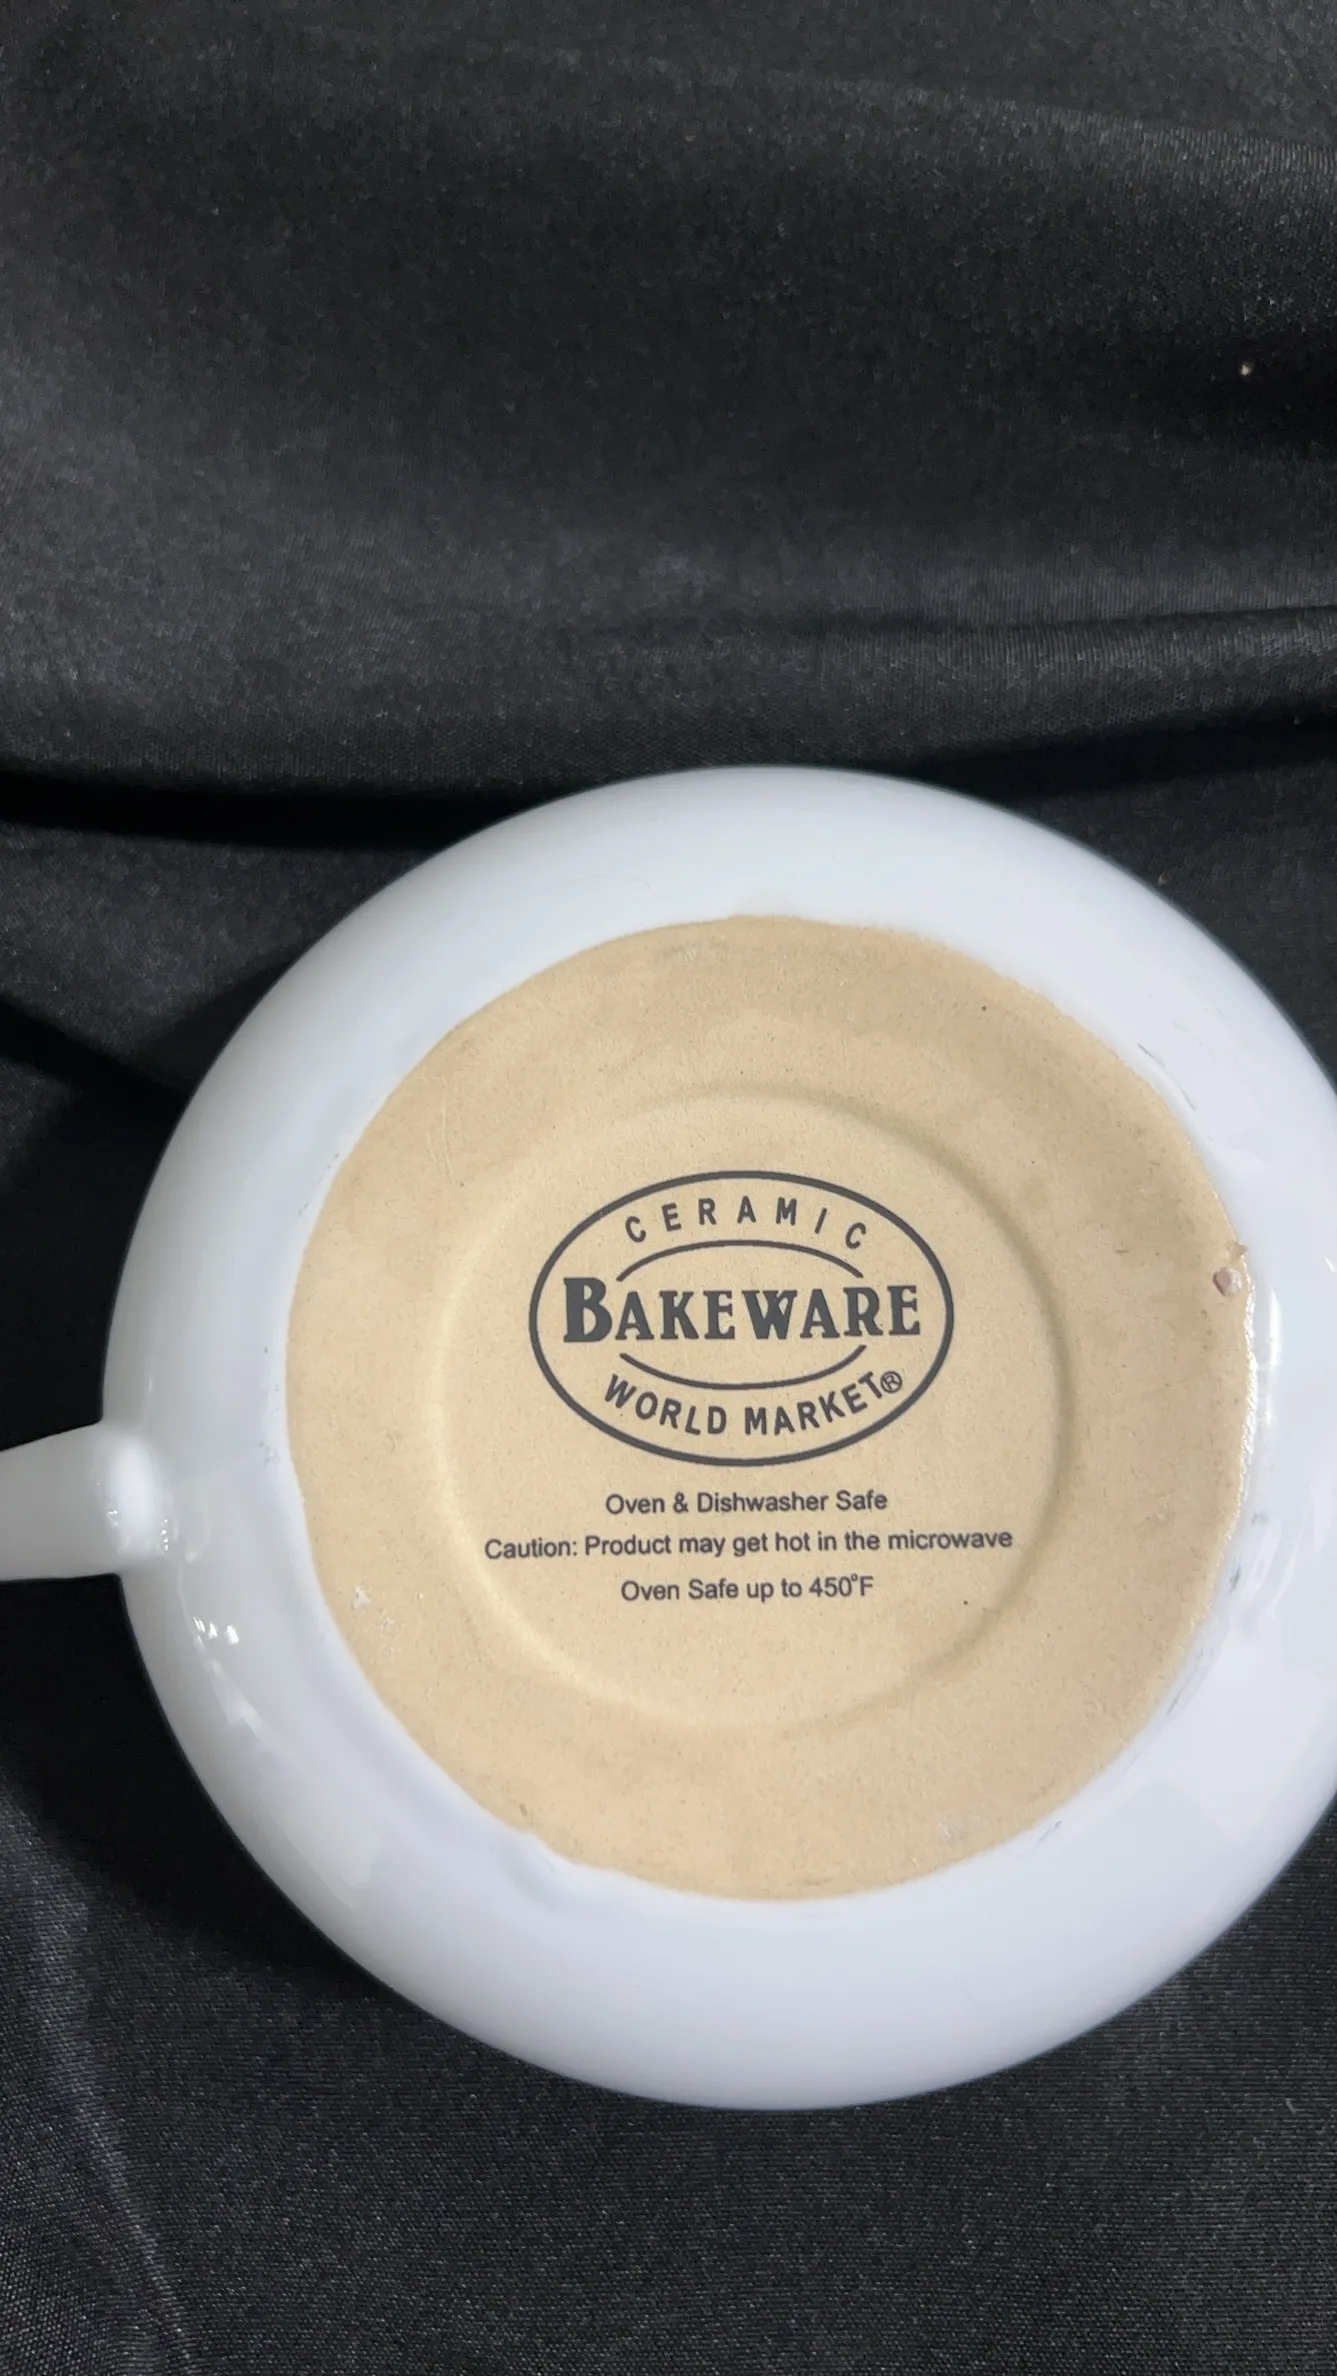 CERAMIC
BAKEWARE
WORLD MARKET®
Oven & Dishwasher Safe
Caution: Product may get hot in the microwave
Oven Safe up to 450°F